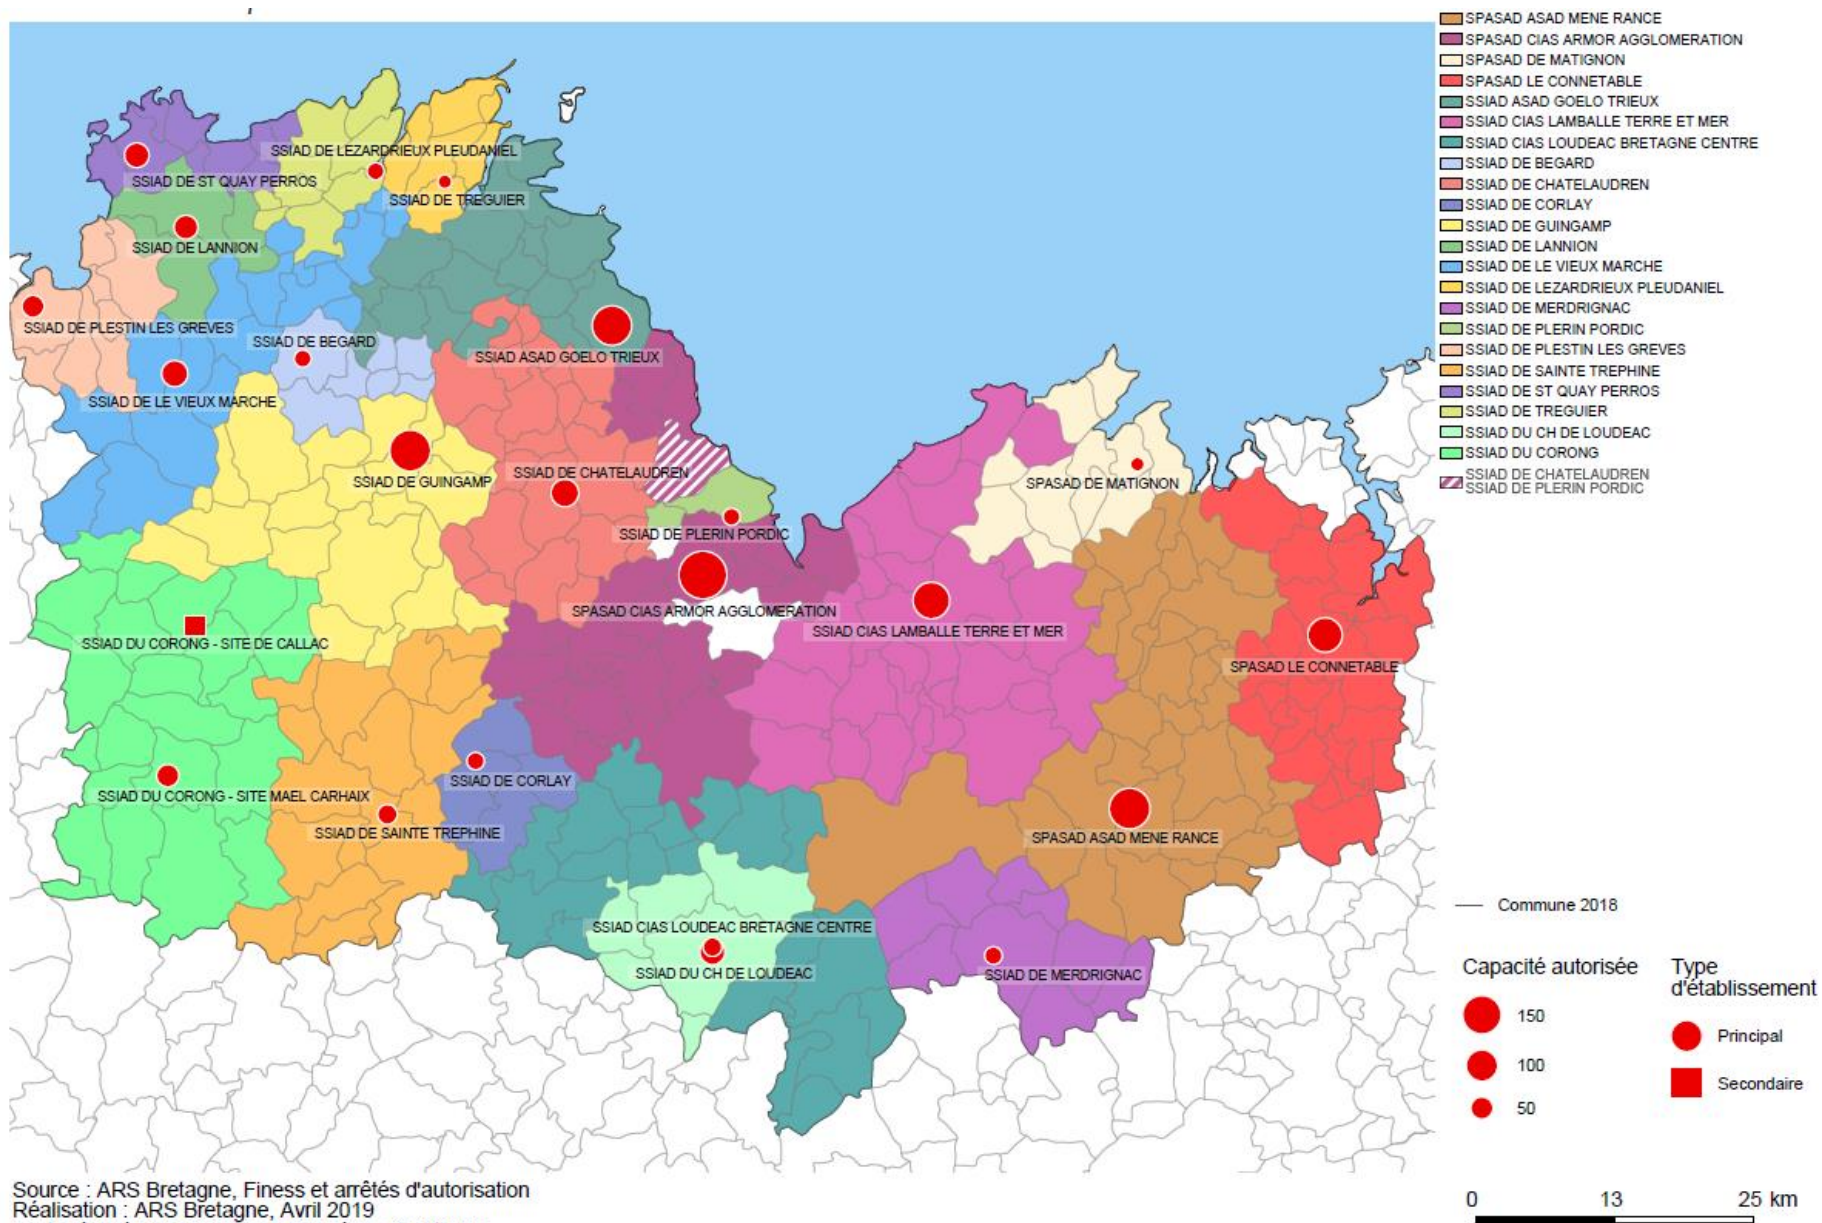 SPASAD ASAD MENE RANCE
SPASAD CIAS ARMOR AGGLOMERATION
SPASAD DE MATIGNON
SPASAD LE CONNETABLE
SSIAD ASAD GOELO TRIEUX
SSIAD CIAS LAMBALLE TERRE ET MER
SSIAD CIAS LOUDEAC BRETAGNE CENTRE
SSIAD DE BEGARD
SSIAD DE CHATELAUDREN
SSIAD DE CORLAY
SSIAD DE GUINGAMP
SSIAD DE LANNION
SSIAD DE LE VIEUX MARCHE
SSIAD DE LEZARDRIEUX PLEUDANIEL
SSIAD DE MERDRIGNAC
SSIAD DE PLERIN PORDIC
SSIAD DE PLESTIN LES GREVES
SSIAD DE SAINTE TREPHINE
SSIAD DE ST QUAY PERROS
SSIAD DE TREGUIER
SSIAD DU CH DE LOUDEAC
SSIAD DU CORONG
SSIAD DE CHATELAUDREN
SSIAD DE PLERIN PORDIC
SSIAD DE LEZARDRIEUX PLEUDANIEL
SSIAD DE ST QUAY PERROS
SSIAD DE TREGUIER
SSIAD DE LANNION
SSIAD DE PLESTIN LES GREVES
SSIAD DE BEGARD
SSIAD ASAD GOELO TRIEUX
SSIAD DE LE VIEUX MARCHE
SSIAD DE CHATELAUDREN
SSIAD DE GUINGAMP
SPASAD DE MATIGNON
SSIAD DE PLERIN PORDIC
SPASAD CIAS ARMOR AGGLOMERATION
SSIAD CIAS LAMBALLE TERRE ET MER
SSIAD DU CORONG - SITE DE CALLAC
SPASAD LE CONNETABLE
SSIAD DE CORLAY
SSIAD DU CORONG - SITE MAEL CARHAIX
SSIAD DE SAINTE TREPHINE
SPASAD ASAD MENE RANCE
SSIAD CIAS LOUDEAC BRETAGNE CENTRE
SSIAD DU CH DE LOUDEAC
SSIAD DE MERDRIGNAC
Commune 2018
Capacité autorisée
150
100
50
Type
d'établissement
Principal
Secondaire
0 13 25 km
Source : ARS Bretagne, Finess et arrêtés d'autorisation
Réalisation : ARS Bretagne, Avril 2019